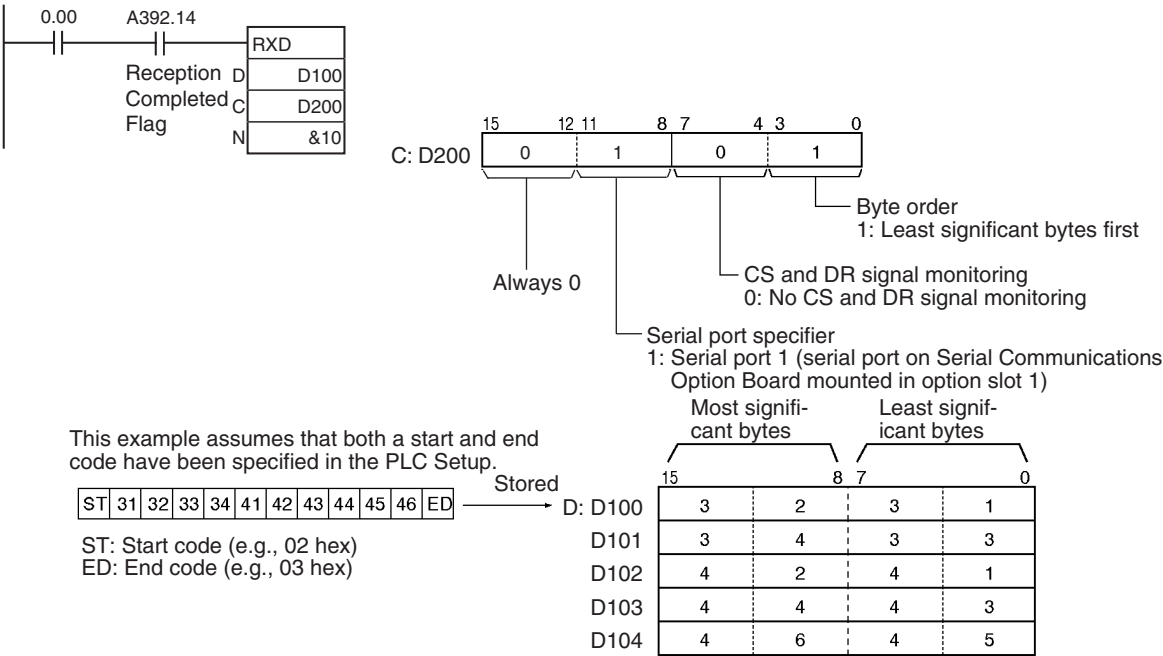 0.00 A392.14
RXD
Reception D D100
Completed C D200
Flag N &10
15 12 11 8 7 4 3 0
C: D200 0 1 0 1
Byte order
1: Least significant bytes first
Always 0
CS and DR signal monitoring
0: No CS and DR signal monitoring
Serial port specifier
1: Serial port 1 (serial port on Serial Communications
Option Board mounted in option slot 1)
Most signifi-
cant bytes
Least signif-
icant bytes
This example assumes that both a start and end
code have been specified in the PLC Setup.
Stored
ST 31 32 33 34 41 42 43 44 45 46 ED
ST: Start code (e.g., 02 hex)
ED: End code (e.g., 03 hex)
15 8 7 0
D: D100 3 2 3 1
D101 3 4 3 3
D102 4 2 4 1
D103 4 4 4 3
D104 4 6 4 5